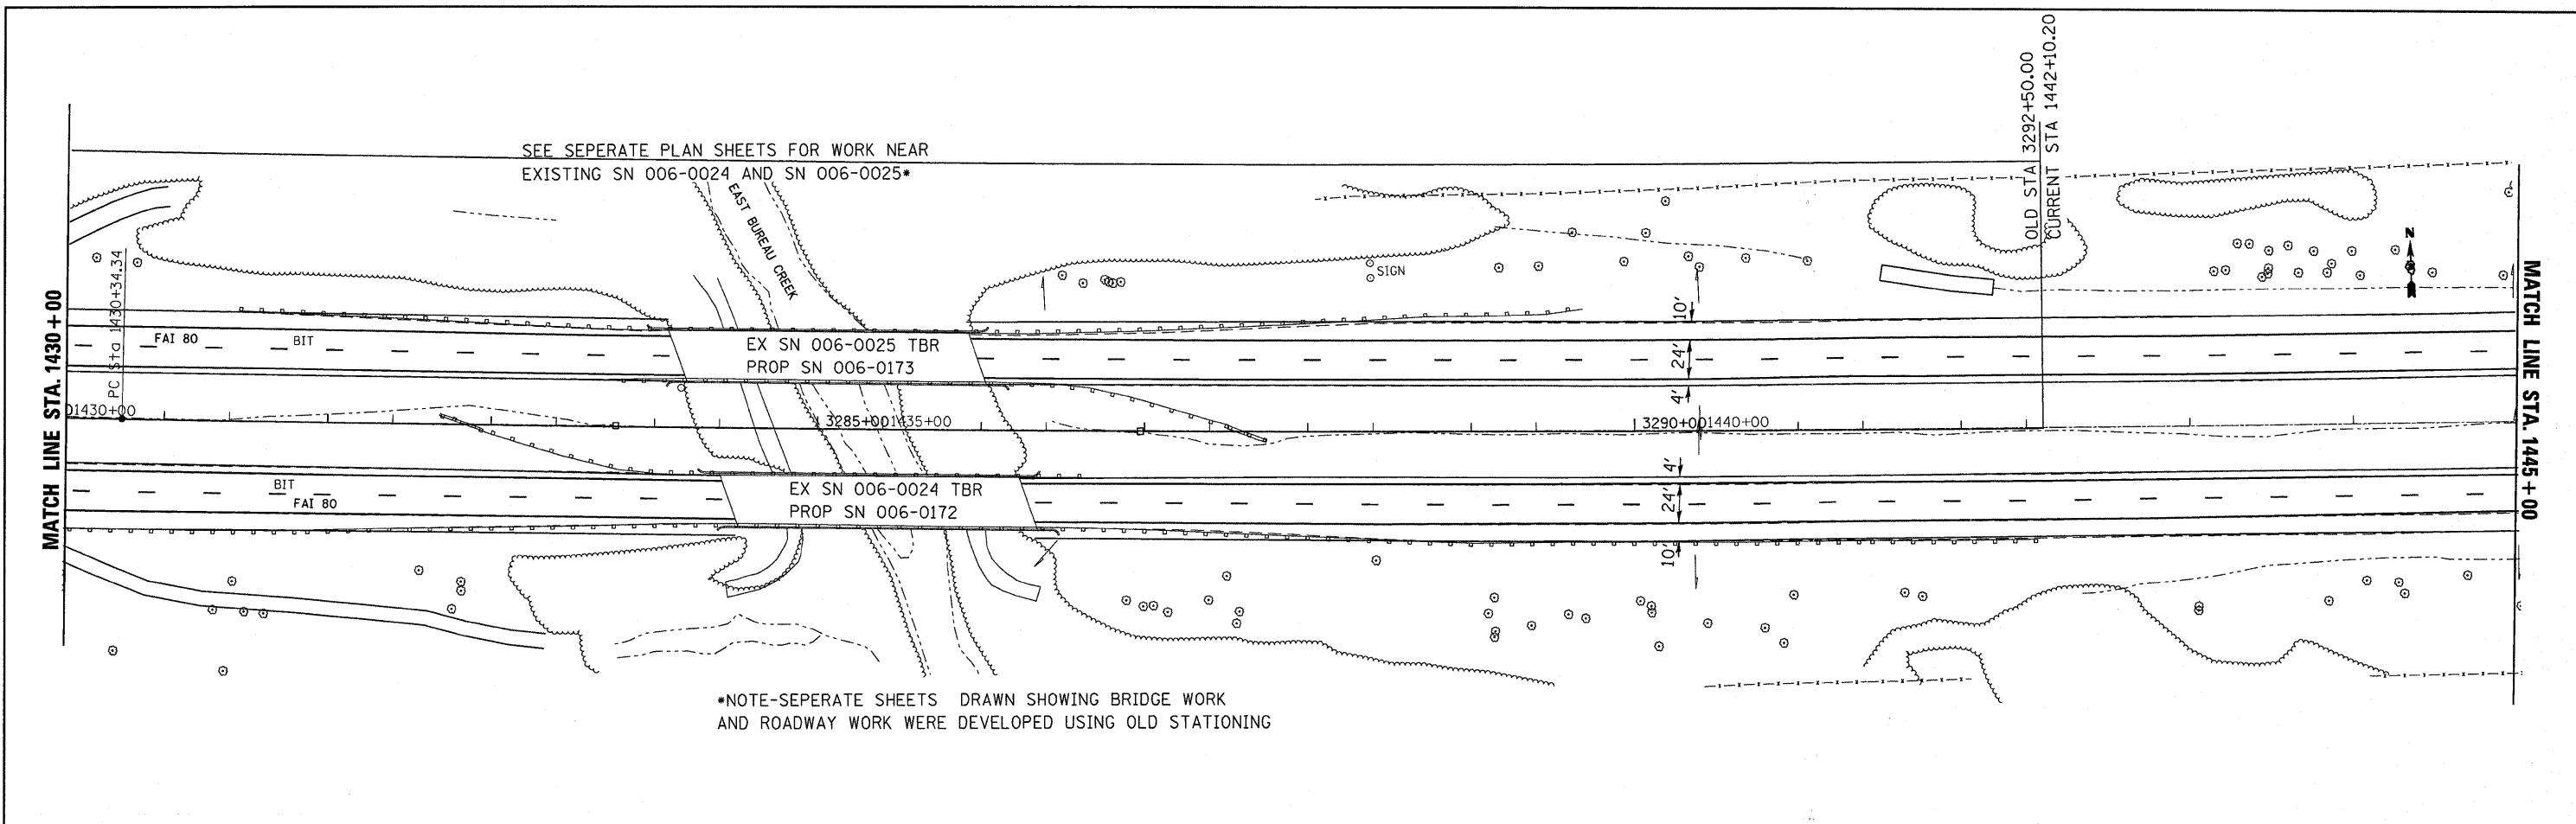 OLD STA 3292+50.00
CURRENT STA 1442+10.20
SEE SEPERATE PLAN SHEETS FOR WORK NEAR
EXISTING SN 006-0024 AND SN 006-0025*
EAST BUREAU CREEK
SIGN
N
MATCH LINE STA. 1430+00
PC Sta 1430+34.34
FAI 80
BIT
EX SN 006-0025 TBR
PROP SN 006-0173
10'
24'
4'
1430+00
3285+00
1435+00
3290+00
1440+00
4'
24'
10'
BIT
FAI 80
EX SN 006-0024 TBR
PROP SN 006-0172
MATCH LINE STA. 1445+00
*NOTE-SEPERATE SHEETS DRAWN SHOWING BRIDGE WORK
AND ROADWAY WORK WERE DEVELOPED USING OLD STATIONING